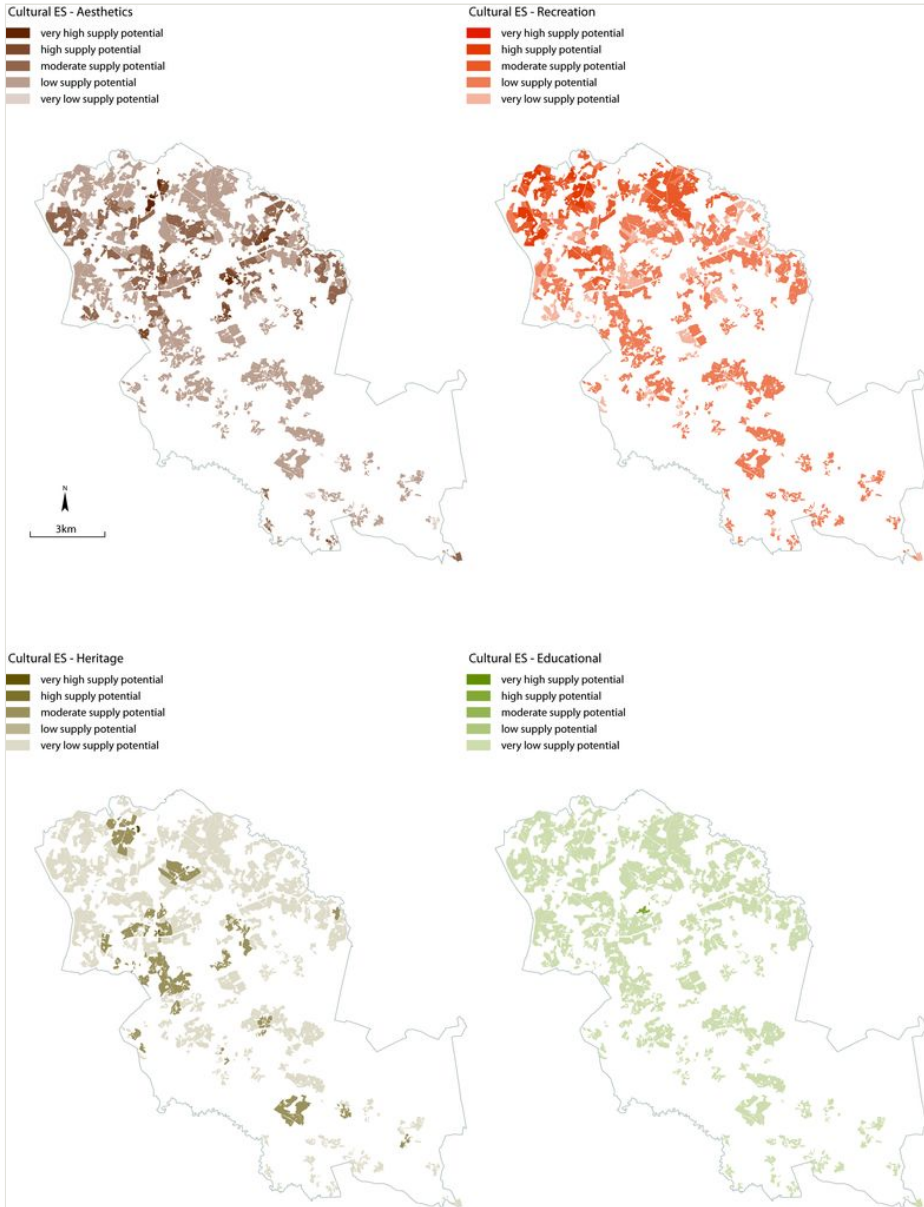 Cultural ES - Aesthetics
very high supply potential
high supply potential
moderate supply potential
low supply potential
very low supply potential
Cultural ES - Recreation
very high supply potential
high supply potential
moderate supply potential
low supply potential
very low supply potential
N
3km
Cultural ES - Heritage
very high supply potential
high supply potential
moderate supply potential
low supply potential
very low supply potential
Cultural ES - Educational
very high supply potential
high supply potential
moderate supply potential
low supply potential
very low supply potential